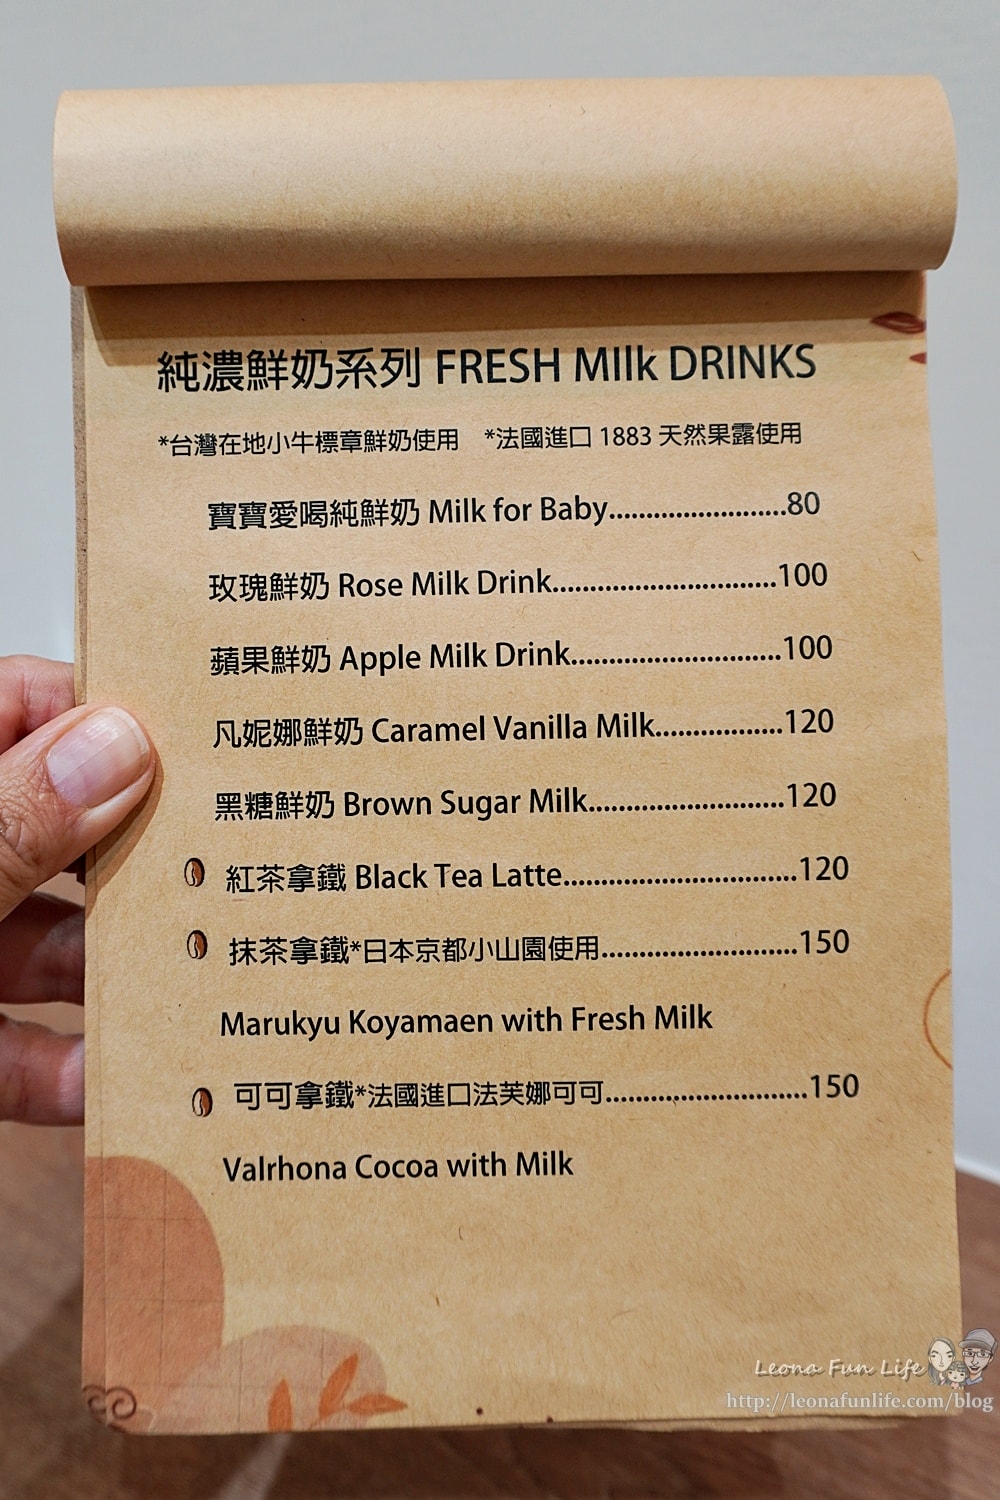 純濃鮮奶系列 FRESH MIlk DRINKS
*台灣在地小牛標章鮮奶使用 *法國進口 1883 天然果露使用
寶寶愛喝純鮮奶 Milk for Baby.......................80
玫瑰鮮奶 Rose Milk Drink.............................100
蘋果鮮奶 Apple Milk Drink...........................100
凡妮娜鮮奶 Caramel Vanilla Milk.................120
黑糖鮮奶 Brown Sugar Milk..........................120
紅茶拿鐵 Black Tea Latte..............................120
抹茶拿鐵*日本京都小山園使用.........................150
Marukyu Koyamaen with Fresh Milk
可可拿鐵*法國進口法芙娜可可..........................150
Valrhona Cocoa with Milk
Leona Fun Life
http://leonafunlife.com/blog